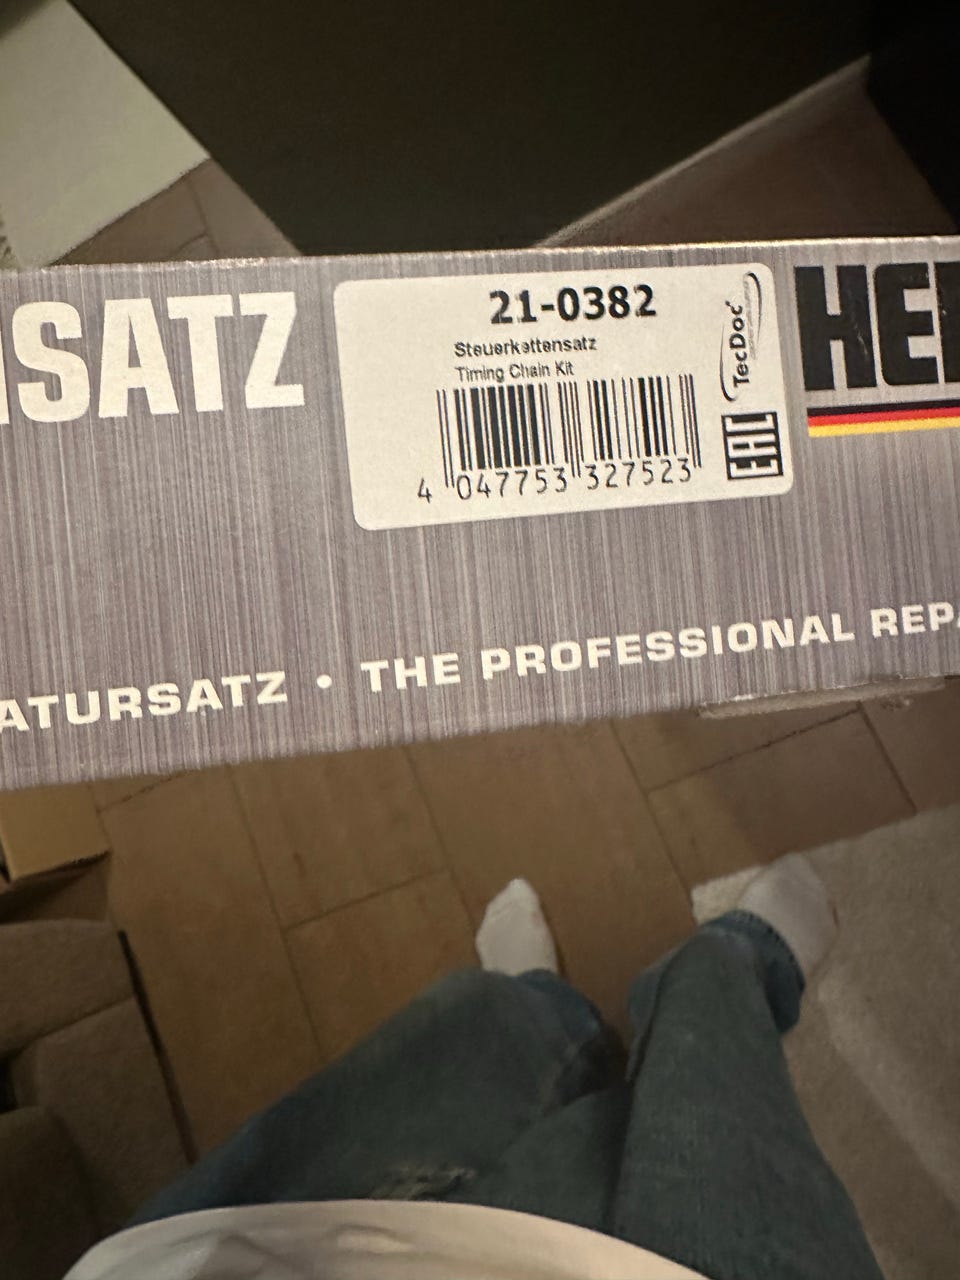 SATZ
21-0382
Steuerkettensatz
Timing Chain Kit
4 047753 327523
TecDoc
EAC
HE
ATURSATZ • THE PROFESSIONAL REPA